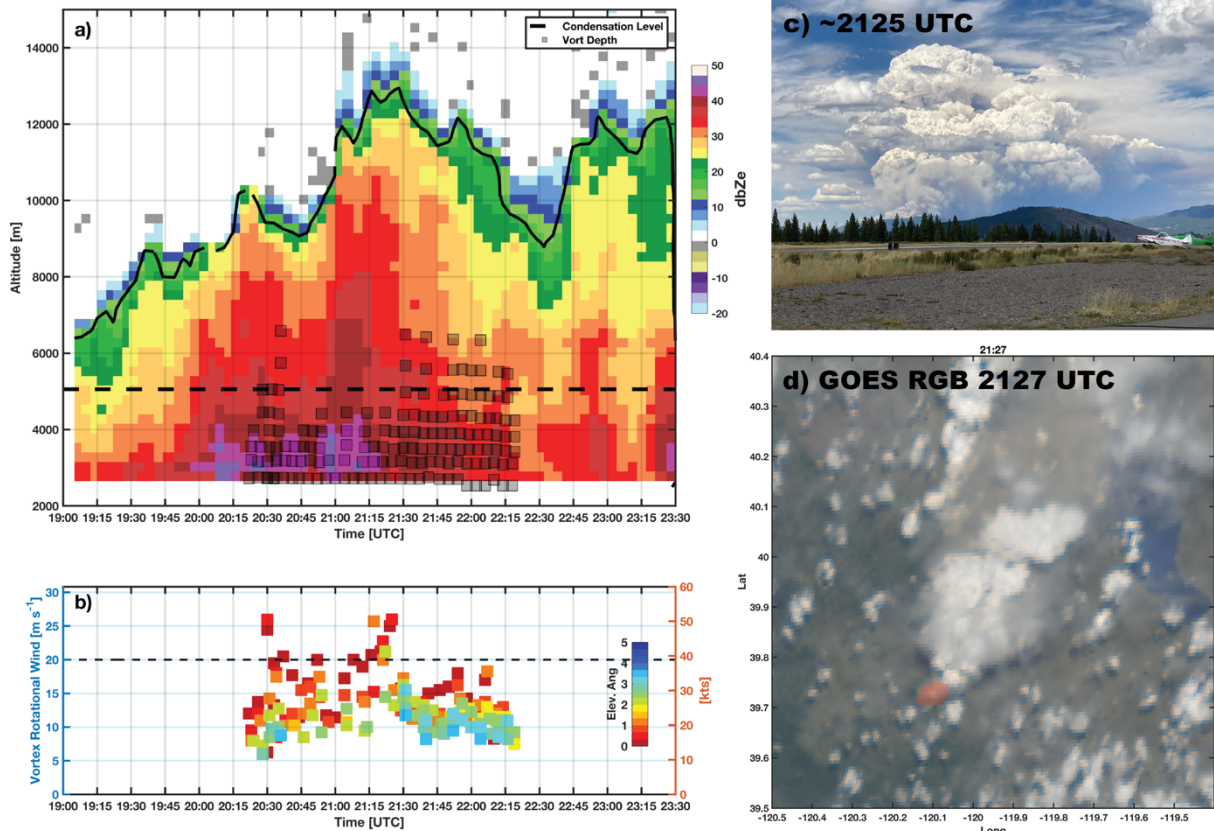 a)
Condensation Level
Vort Depth
14000
12000
10000
8000
6000
4000
2000
Altitude [m]
19:00 19:15 19:30 19:45 20:00 20:15 20:30 20:45 21:00 21:15 21:30 21:45 22:00 22:15 22:30 22:45 23:00 23:15 23:30
Time [UTC]
50
40
30
20
10
0
-10
-20
dbZe
b)
30
25
20
15
10
5
0
Vortex Rotational Wind [m s⁻¹]
60
50
40
30
20
10
0
[kts]
5
4
3
2
1
0
Elev. Ang
19:00 19:15 19:30 19:45 20:00 20:15 20:30 20:45 21:00 21:15 21:30 21:45 22:00 22:15 22:30 22:45 23:00 23:15 23:30
Time [UTC]
c) ~2125 UTC
21:27
d) GOES RGB 2127 UTC
40.4
40.3
40.2
40.1
40
39.9
39.8
39.7
39.6
39.5
Lat
-120.5 -120.4 -120.3 -120.2 -120.1 -120 -119.9 -119.8 -119.7 -119.6 -119.5